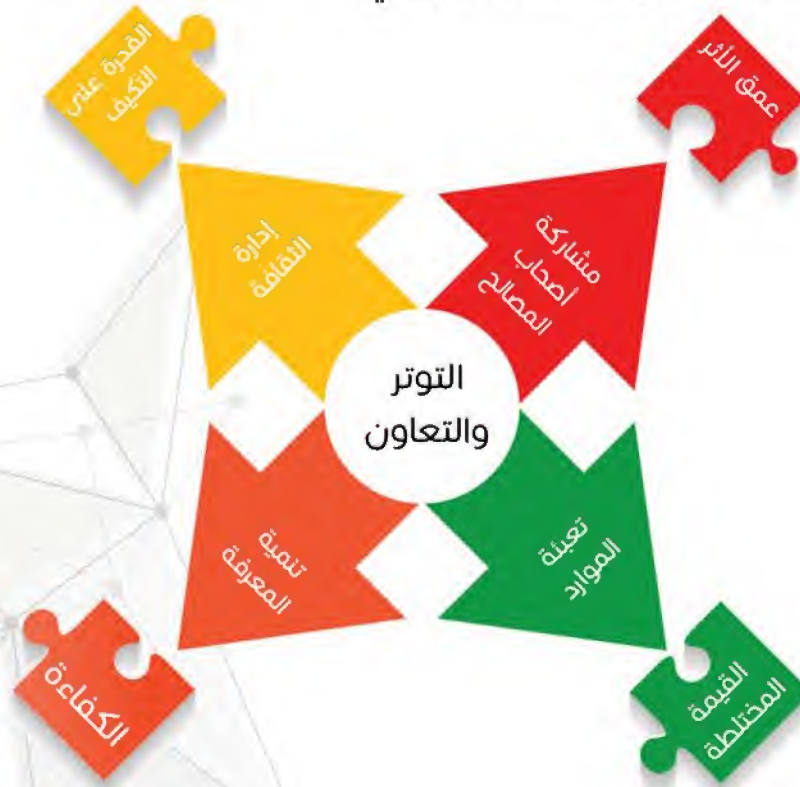 عمق الأثر
القدرة على
التكيف
مشاركة
أصحاب
المصالح
إدارة
الثقافة
التوتر
والتعاون
تعبئة
الموارد
تنمية
المعرفة
القيمة
المختلطة
الكفاءة